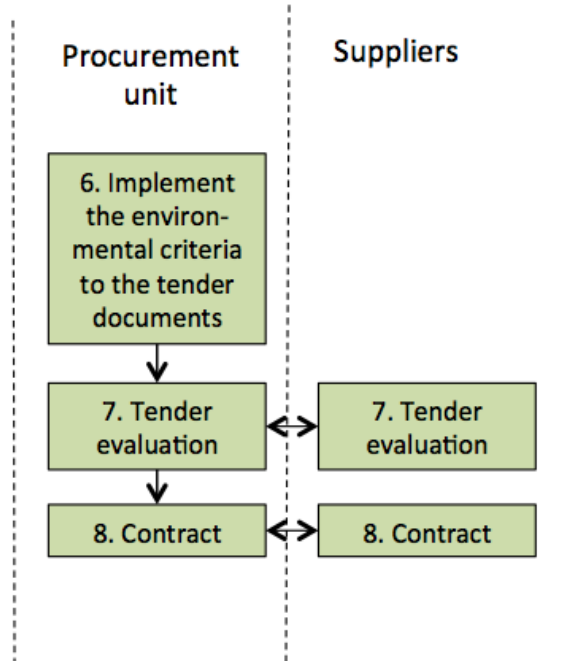 Procurement
unit
Suppliers
6. Implement
the environ-
mental criteria
to the tender
documents
7. Tender
evaluation
7. Tender
evaluation
8. Contract
8. Contract